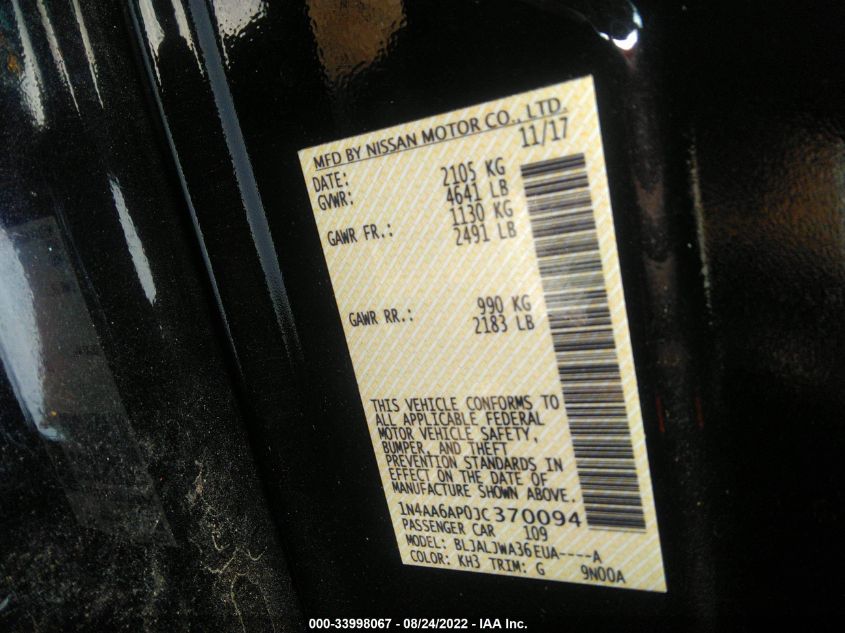 MFD BY NISSAN MOTOR CO., LTD.
DATE: 11/17
GVWR: 2105 KG
4641 LB
GAWR FR.: 1130 KG
2491 LB
GAWR RR.: 990 KG
2183 LB
THIS VEHICLE CONFORMS TO
ALL APPLICABLE FEDERAL
MOTOR VEHICLE SAFETY,
BUMPER, AND THEFT
PREVENTION STANDARDS IN
EFFECT ON THE DATE OF
MANUFACTURE SHOWN ABOVE.
1N4AA6AP0JC370094
PASSENGER CAR 109
MODEL: BLJALJWA36EUA----A
COLOR: KH3 TRIM: G 9N00A
000-33998067 - 08/24/2022 - IAA Inc.